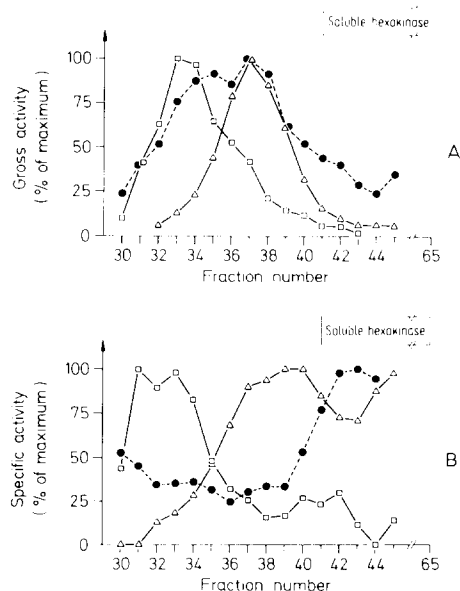 Soluble hexokinase
Gross activity
(% of maximum)
100
75
50
25
0
30 32 34 36 38 40 42 44 65
Fraction number
A
Soluble hexokinase
Specific activity
(% of maximum)
100
75
50
25
0
30 32 34 36 38 40 42 44 65
Fraction number
B